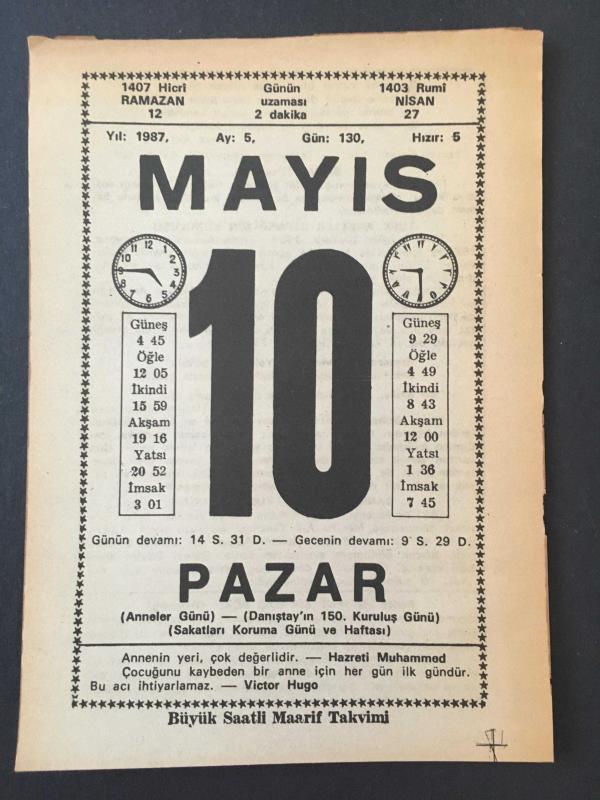 1407 Hicrî Günün 1403 Rumî
RAMAZAN uzaması NİSAN
12 2 dakika 27
Yıl: 1987, Ay: 5, Gün: 130, Hızır: 5
MAYIS
10
Güneş
4 45
Öğle
12 05
İkindi
15 59
Akşam
19 16
Yatsı
20 52
İmsak
3 01
Güneş
9 29
Öğle
4 49
İkindi
8 43
Akşam
12 00
Yatsı
1 36
İmsak
7 45
Günün devamı: 14 S. 31 D. — Gecenin devamı: 9 S. 29 D.
PAZAR
(Anneler Günü) — (Danıştay'ın 150. Kuruluş Günü)
(Sakatları Koruma Günü ve Haftası)
Annenin yeri, çok değerlidir. — Hazreti Muhammed
Çocuğunu kaybeden bir anne için her gün ilk gündür.
Bu acı ihtiyarlamaz. — Victor Hugo
Büyük Saatli Maarif Takvimi